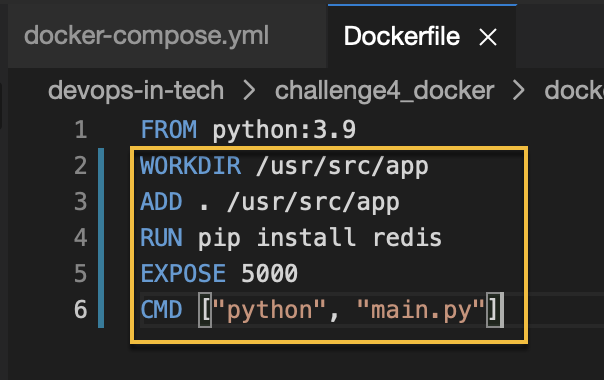 docker-compose.yml Dockerfile ×
devops-in-tech > challenge4_docker > docke
1 FROM python:3.9
2 WORKDIR /usr/src/app
3 ADD . /usr/src/app
4 RUN pip install redis
5 EXPOSE 5000
6 CMD ["python", "main.py"]